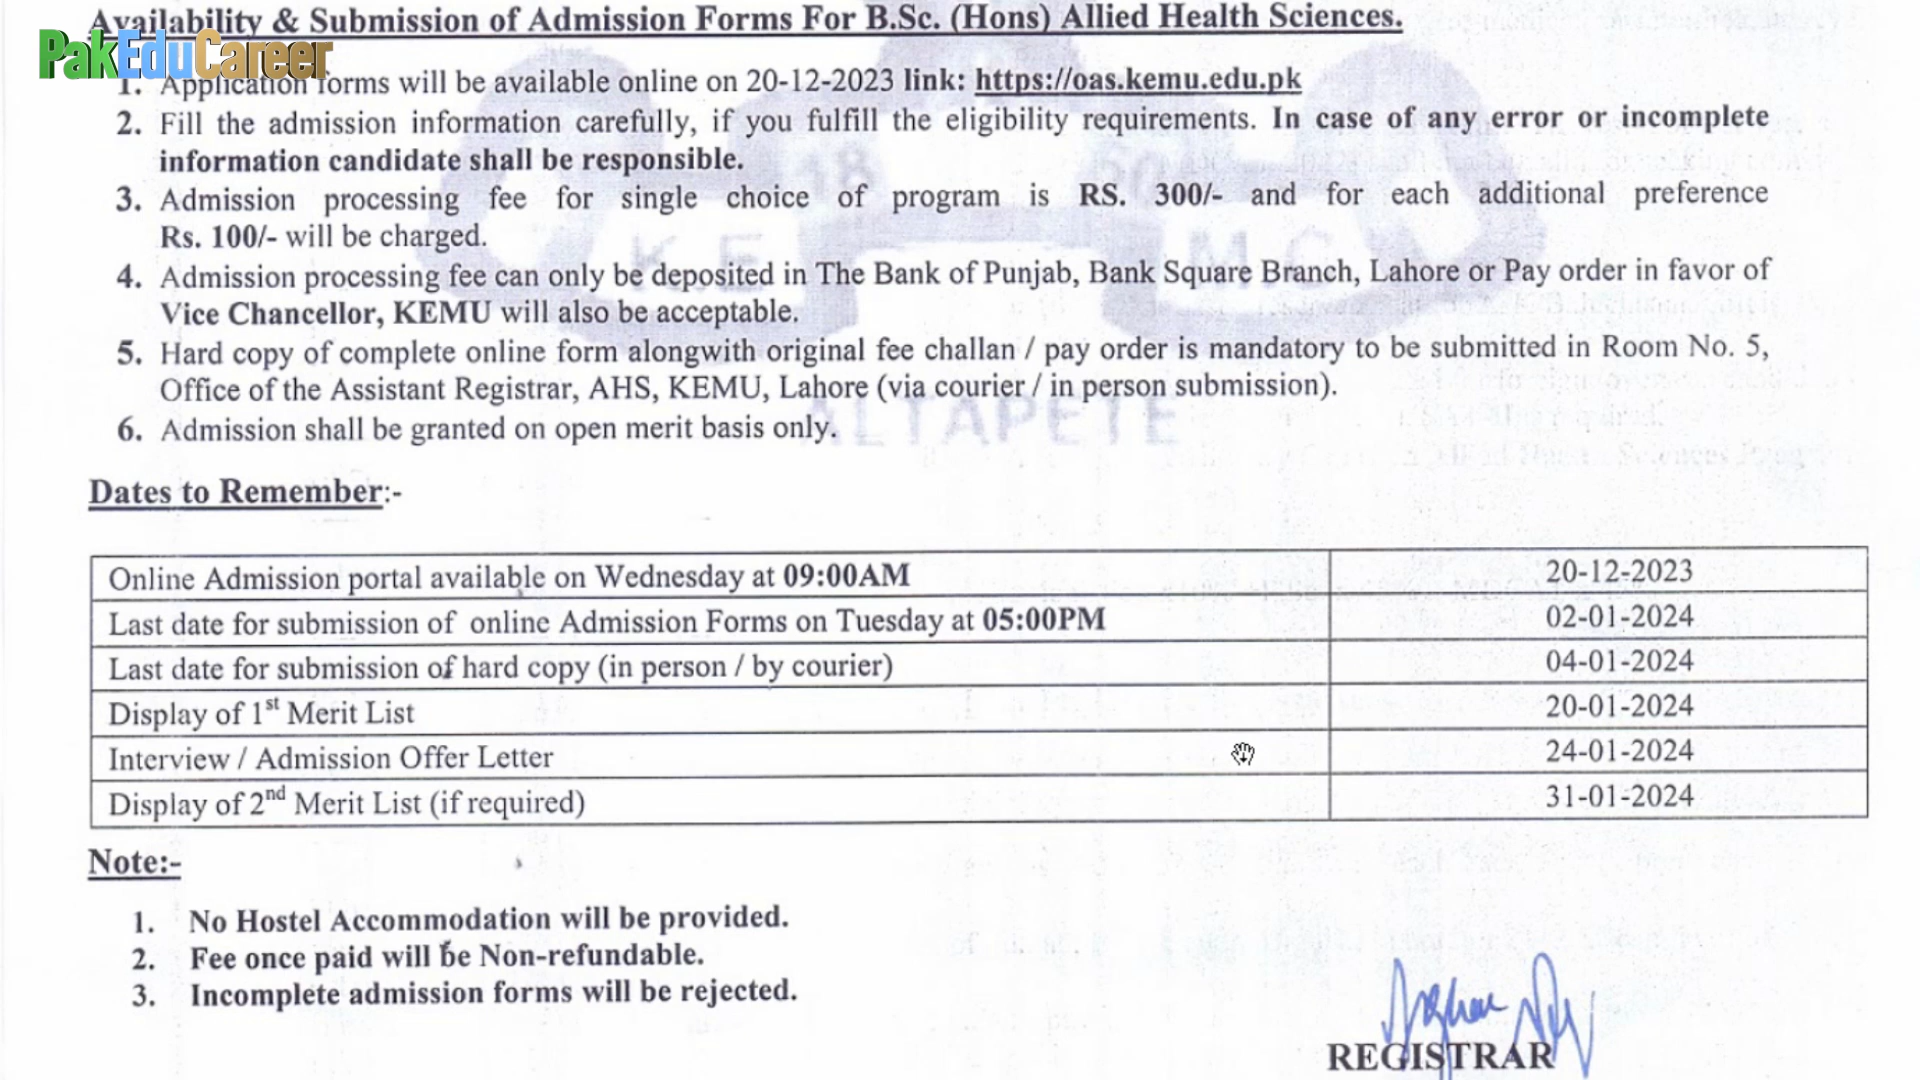 Availability & Submission of Admission Forms For B.Sc. (Hons) Allied Health Sciences.
PakEduCareer
1. Application forms will be available online on 20-12-2023 link: https://oas.kemu.edu.pk
2. Fill the admission information carefully, if you fulfill the eligibility requirements. In case of any error or incomplete
information candidate shall be responsible.
3. Admission processing fee for single choice of program is RS. 300/- and for each additional preference
Rs. 100/- will be charged.
4. Admission processing fee can only be deposited in The Bank of Punjab, Bank Square Branch, Lahore or Pay order in favor of
Vice Chancellor, KEMU will also be acceptable.
5. Hard copy of complete online form alongwith original fee challan / pay order is mandatory to be submitted in Room No. 5,
Office of the Assistant Registrar, AHS, KEMU, Lahore (via courier / in person submission).
6. Admission shall be granted on open merit basis only.
18 60
K.E M.C
ALTAPETE
Dates to Remember:-
Online Admission portal available on Wednesday at 09:00AM 20-12-2023
Last date for submission of online Admission Forms on Tuesday at 05:00PM 02-01-2024
Last date for submission of hard copy (in person / by courier) 04-01-2024
Display of 1st Merit List 20-01-2024
Interview / Admission Offer Letter 24-01-2024
Display of 2nd Merit List (if required) 31-01-2024
Note:-
1. No Hostel Accommodation will be provided.
2. Fee once paid will be Non-refundable.
3. Incomplete admission forms will be rejected.
REGISTRAR